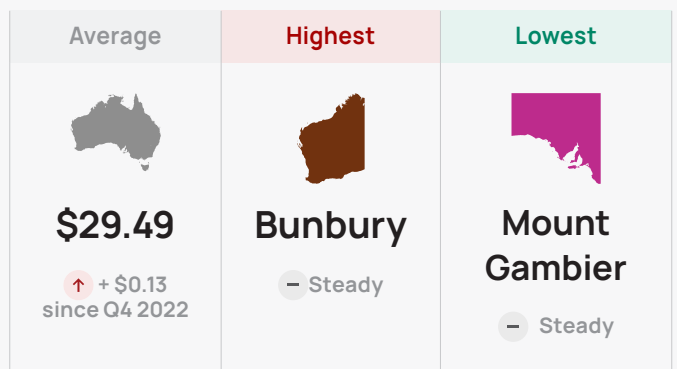 Average
Highest
Lowest
$29.49
+ $0.13
since Q4 2022
Bunbury
Steady
Mount
Gambier
Steady